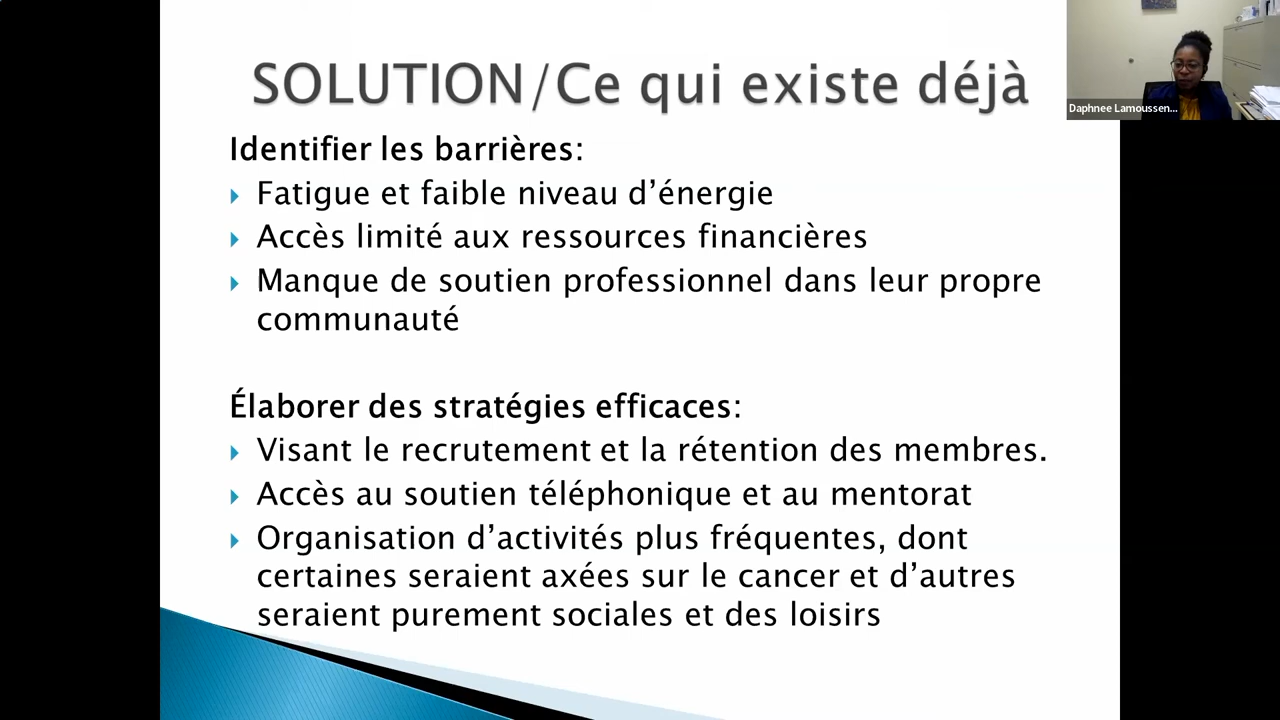 SOLUTION/Ce qui existe déjà
Daphnee Lamoussen...
Identifier les barrières:
Fatigue et faible niveau d’énergie
Accès limité aux ressources financières
Manque de soutien professionnel dans leur propre
communauté
Élaborer des stratégies efficaces:
Visant le recrutement et la rétention des membres.
Accès au soutien téléphonique et au mentorat
Organisation d’activités plus fréquentes, dont
certaines seraient axées sur le cancer et d’autres
seraient purement sociales et des loisirs